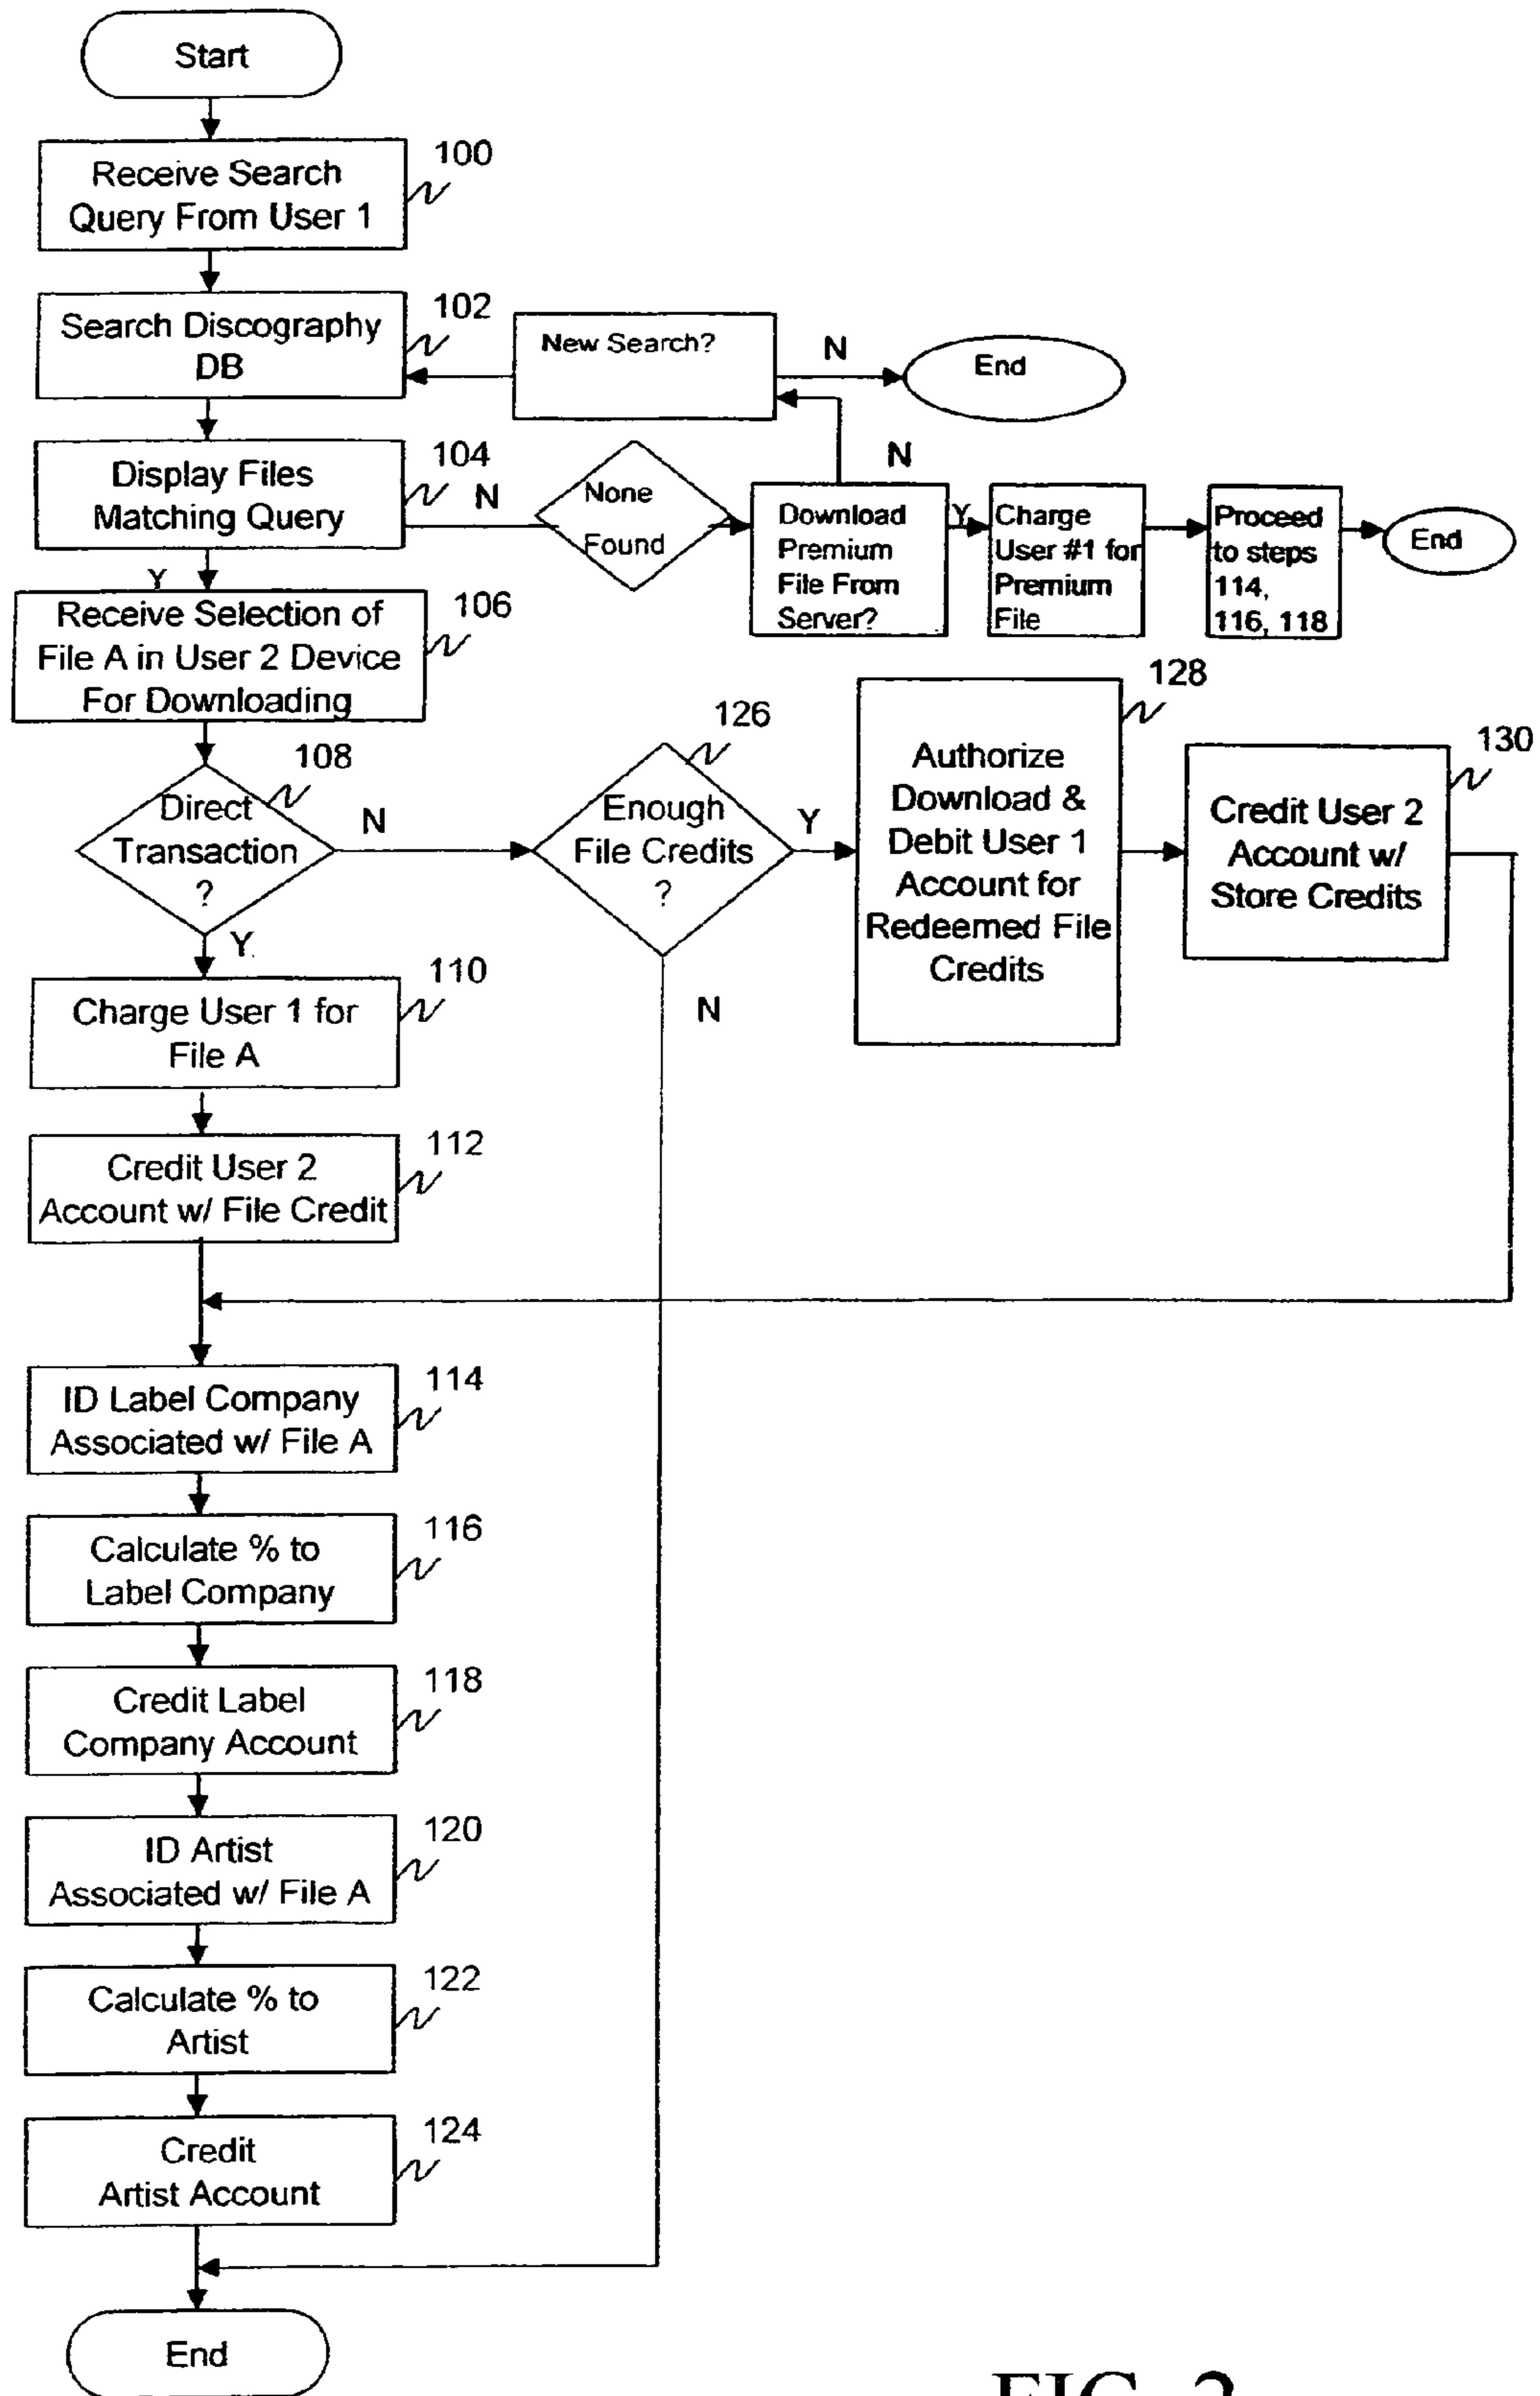 Start
100
Receive Search
Query From User 1
102
Search Discography
DB
New Search?
N
End
104
Display Files
Matching Query
N
None
Found
N
Download
Premium
File From
Server?
Y
Charge
User #1 for
Premium
File
Proceed
to steps
114,
116, 118
End
Y
106
Receive Selection of
File A in User 2 Device
For Downloading
108
Direct
Transaction
?
N
126
Enough
File Credits
?
Y
128
Authorize
Download &
Debit User 1
Account for
Redeemed File
Credits
130
Credit User 2
Account w/
Store Credits
Y
N
110
Charge User 1 for
File A
112
Credit User 2
Account w/ File Credit
114
ID Label Company
Associated w/ File A
116
Calculate % to
Label Company
118
Credit Label
Company Account
120
ID Artist
Associated w/ File A
122
Calculate % to
Artist
124
Credit
Artist Account
End
FIG. 2